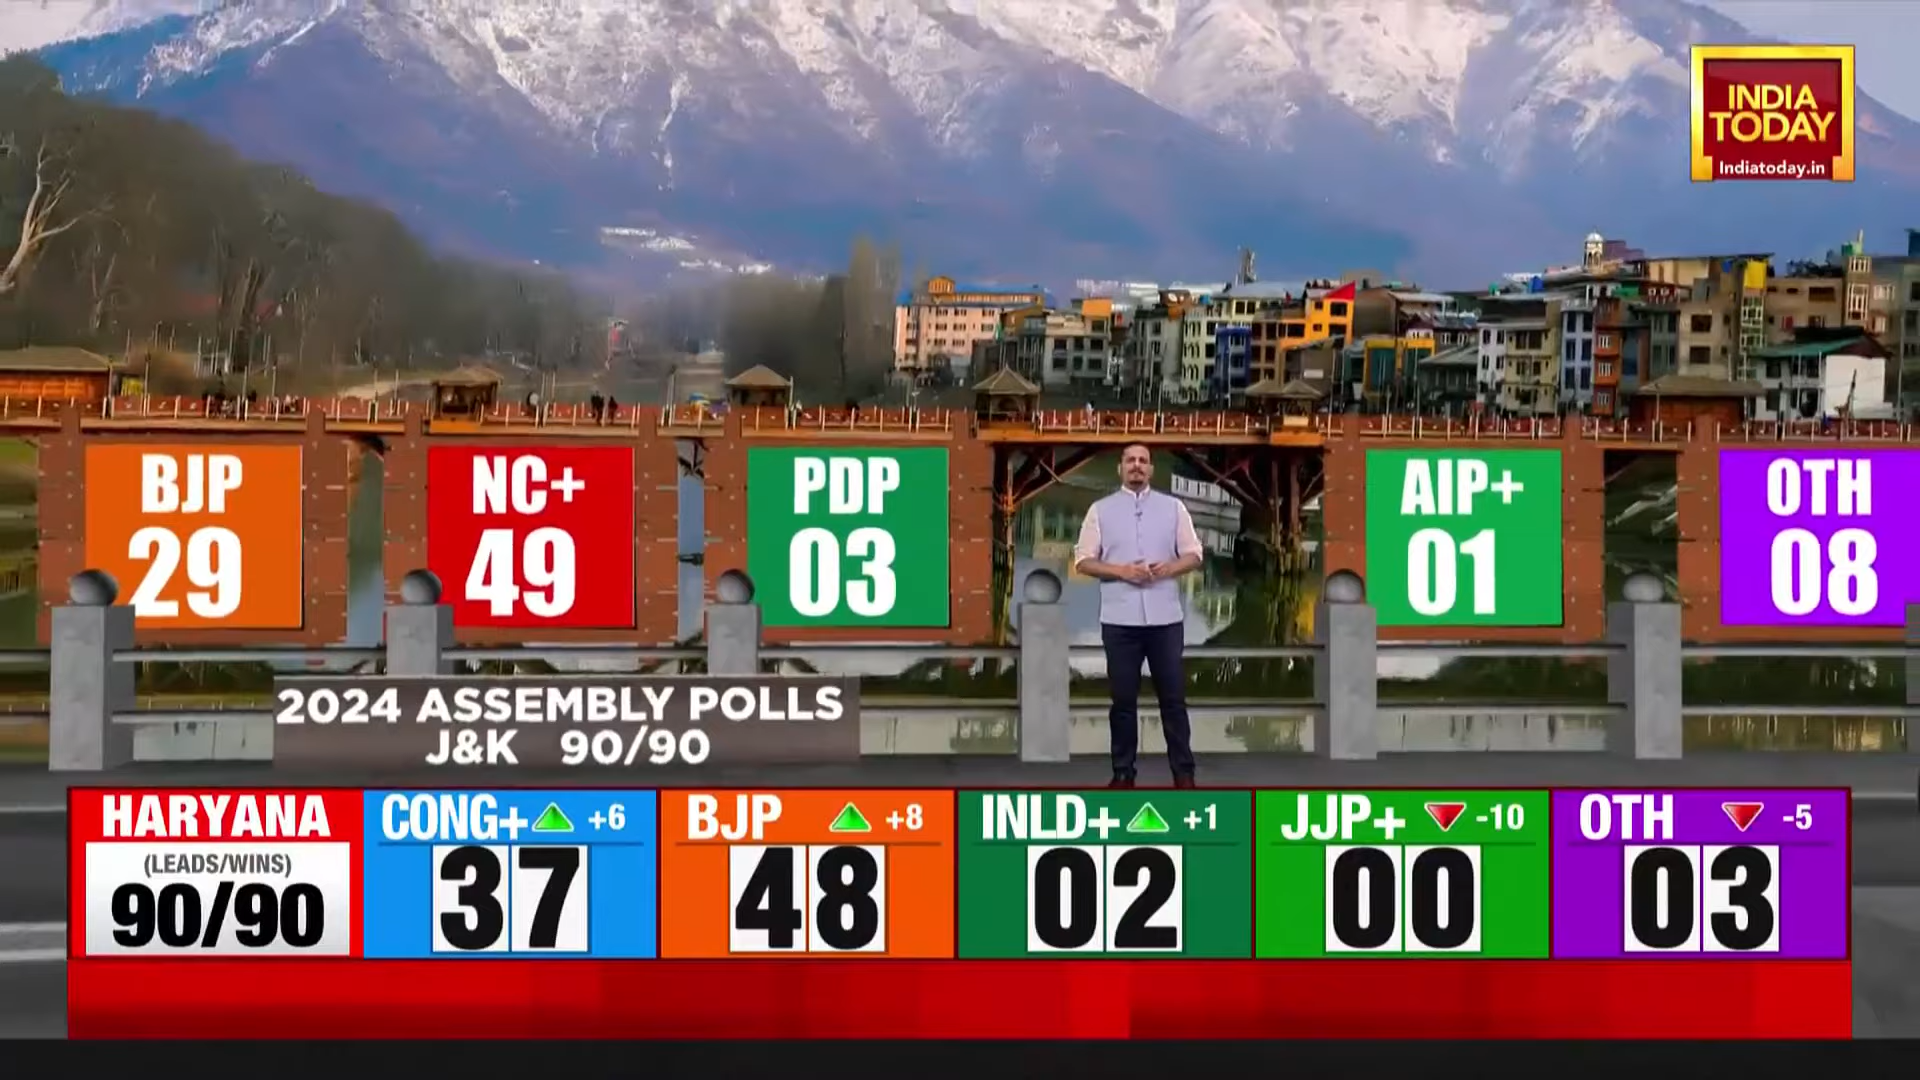 INDIA
TODAY
Indiatoday.in
BJP
29
NC+
49
PDP
03
AIP+
01
OTH
08
2024 ASSEMBLY POLLS
J&K 90/90
HARYANA
(LEADS/WINS)
90/90
CONG+ +6
37
BJP +8
48
INLD+ +1
02
JJP+ -10
00
OTH -5
03